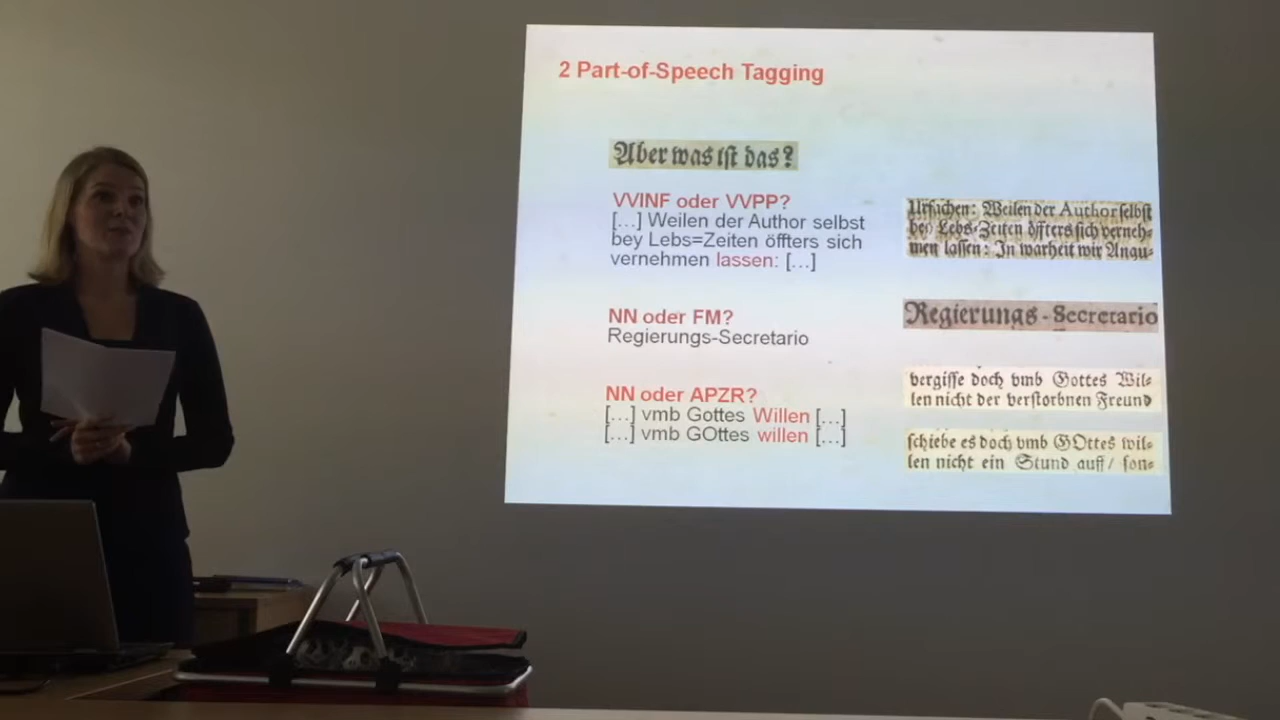 2 Part-of-Speech Tagging
Aber was iſt das?
VVINF oder VVPP?
[...] Weilen der Author selbst
bey Lebs=Zeiten öffters sich
vernehmen lassen: [...]
Urſachen: Weilen der Author ſelbſt
bey Lebs-Zeiten öffters ſich verneh-
men laſſen: In warheit wir Angu-
NN oder FM?
Regierungs-Secretario
Regierungs-Secretario
NN oder APZR?
[...] vmb Gottes Willen [...]
[...] vmb GOttes willen [...]
vergiſſe doch vmb Gottes Wil-
len nicht der verſtorbnen Freund
ſchiebe es doch vmb GOttes wil-
len nicht ein Stund auff/ ſon-